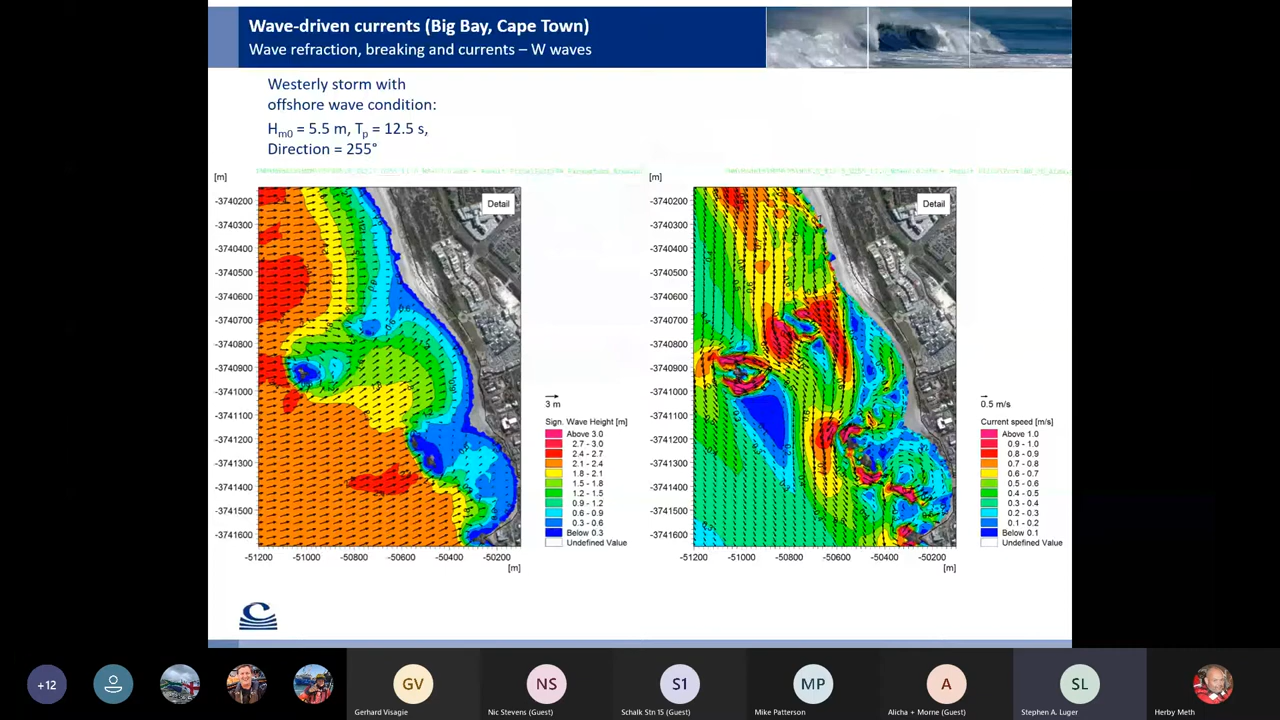 Wave-driven currents (Big Bay, Cape Town)
Wave refraction, breaking and currents – W waves
Westerly storm with
offshore wave condition:
Hm0 = 5.5 m, Tp = 12.5 s,
Direction = 255°
[m]
-3740200
-3740300
-3740400
-3740500
-3740600
-3740700
-3740800
-3740900
-3741000
-3741100
-3741200
-3741300
-3741400
-3741500
-3741600
Detail
-51200
-51000
-50800
-50600
-50400
-50200
[m]
3 m
Sign. Wave Height [m]
Above 3.0
2.7 - 3.0
2.4 - 2.7
2.1 - 2.4
1.8 - 2.1
1.5 - 1.8
1.2 - 1.5
0.9 - 1.2
0.6 - 0.9
0.3 - 0.6
Below 0.3
Undefined Value
[m]
-3740200
-3740300
-3740400
-3740500
-3740600
-3740700
-3740800
-3740900
-3741000
-3741100
-3741200
-3741300
-3741400
-3741500
-3741600
Detail
-51200
-51000
-50800
-50600
-50400
-50200
[m]
0.5 m/s
Current speed [m/s]
Above 1.0
0.9 - 1.0
0.8 - 0.9
0.7 - 0.8
0.6 - 0.7
0.5 - 0.6
0.4 - 0.5
0.3 - 0.4
0.2 - 0.3
0.1 - 0.2
Below 0.1
Undefined Value
+12
GV
Gerhard Visagie
NS
Nic Stevens (Guest)
S1
Schalk Stn 15 (Guest)
MP
Mike Patterson
A
Alicha + Morne (Guest)
SL
Stephen A. Luger
Herby Meth